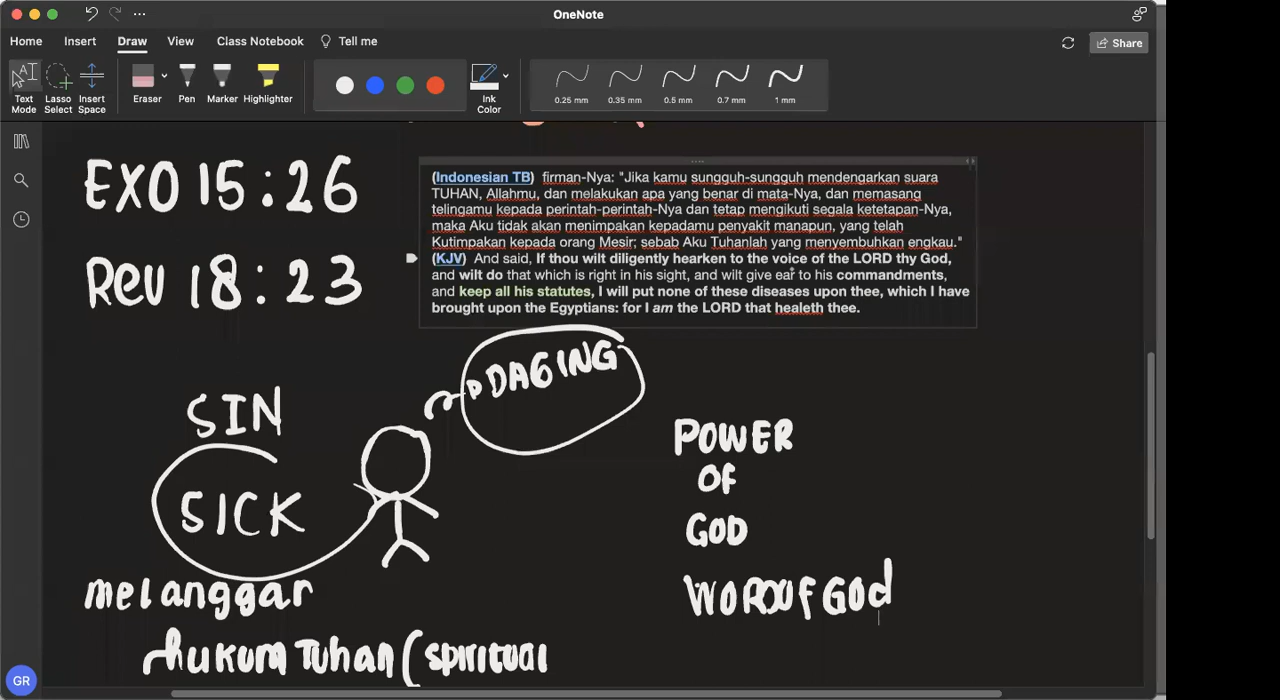 OneNote
Home Insert Draw View Class Notebook Tell me
Share
Text Mode
Lasso Select
Insert Space
Eraser
Pen
Marker
Highlighter
Ink Color
0.25 mm
0.35 mm
0.5 mm
0.7 mm
1 mm
EXO 15:26
Rev 18:23
(Indonesian TB) firman-Nya: "Jika kamu sungguh-sungguh mendengarkan suara
TUHAN, Allahmu, dan melakukan apa yang benar di mata-Nya, dan memasang
telingamu kepada perintah-perintah-Nya dan tetap mengikuti segala ketetapan-Nya,
maka Aku tidak akan menimpakan kepadamu penyakit manapun, yang telah
Kutimpakan kepada orang Mesir; sebab Aku Tuhanlah yang menyembuhkan engkau."
(KJV) And said, If thou wilt diligently hearken to the voice of the LORD thy God,
and wilt do that which is right in his sight, and wilt give ear to his commandments,
and keep all his statutes, I will put none of these diseases upon thee, which I have
brought upon the Egyptians: for I am the LORD that healeth thee.
DAGING
SIN
SICK
melanggar
hukum Tuhan (spiritual
POWER
OF
GOD
WORD OF GOd
GR